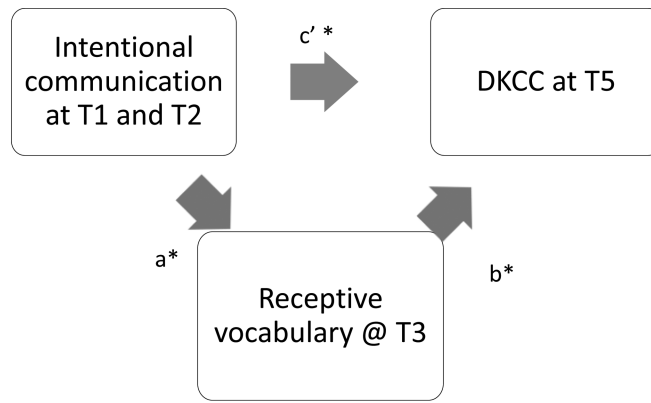 Intentional
communication
at T1 and T2
c’ *
DKCC at T5
a*
Receptive
vocabulary @ T3
b*